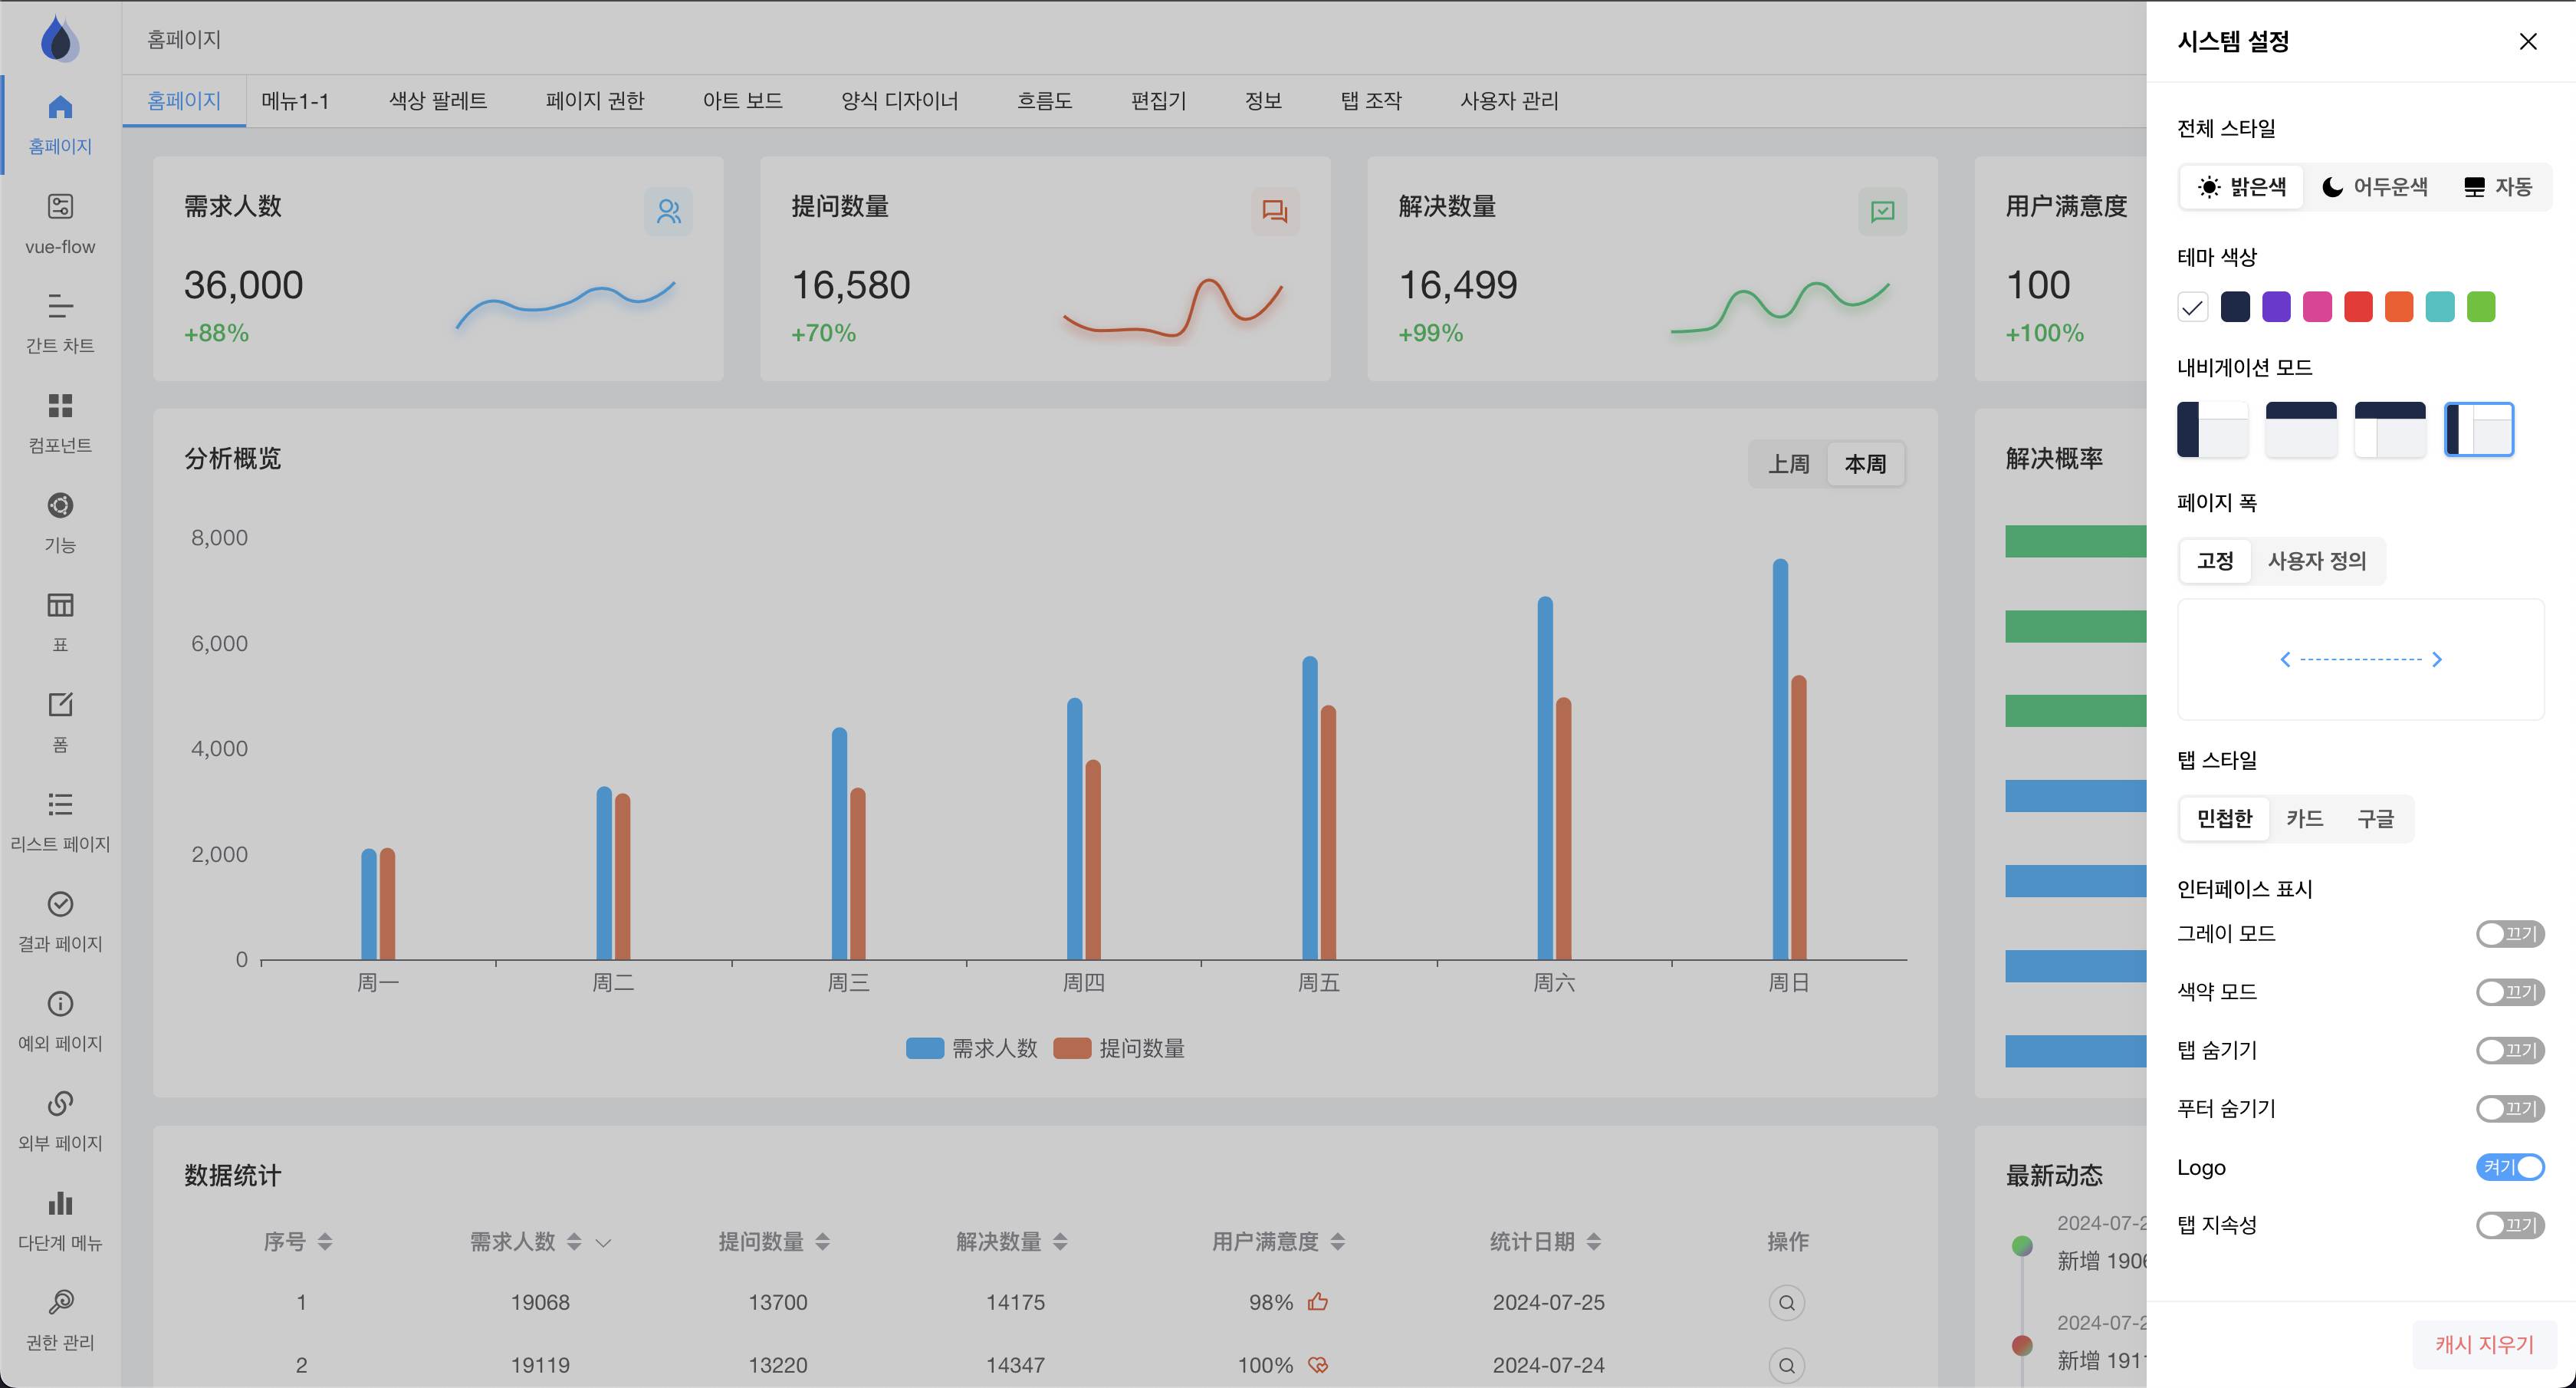 홈페이지
홈페이지
vue-flow
간트 차트
컴포넌트
기능
표
폼
리스트 페이지
결과 페이지
예외 페이지
외부 페이지
다단계 메뉴
권한 관리
홈페이지 메뉴1-1 색상 팔레트 페이지 권한 아트 보드 양식 디자이너 흐름도 편집기 정보 탭 조작 사용자 관리
需求人数
36,000
+88%
提问数量
16,580
+70%
解决数量
16,499
+99%
用户满意度
100
+100%
分析概览
上周 本周
8,000
6,000
4,000
2,000
0
周一 周二 周三 周四 周五 周六 周日
需求人数 提问数量
解决概率
数据统计
序号 需求人数 提问数量 解决数量 用户满意度 统计日期 操作
1 19068 13700 14175 98% 2024-07-25
2 19119 13220 14347 100% 2024-07-24
最新动态
2024-07-2
新增 1906
2024-07-2
新增 191
시스템 설정
전체 스타일
밝은색 어두운색 자동
테마 색상
내비게이션 모드
페이지 폭
고정 사용자 정의
탭 스타일
민첩한 카드 구글
인터페이스 표시
그레이 모드 끄기
색약 모드 끄기
탭 숨기기 끄기
푸터 숨기기 끄기
Logo 켜기
탭 지속성 끄기
캐시 지우기